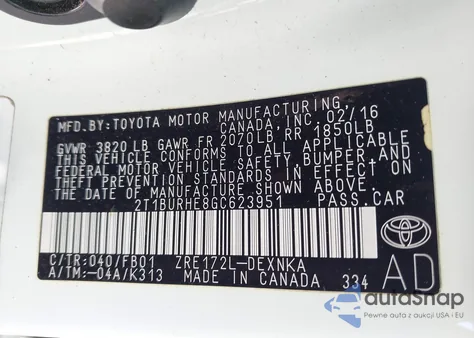 MFD.BY:TOYOTA MOTOR MANUFACTURING,
CANADA, INC. 02/16
GVWR 3820 LB GAWR FR 2070LB RR 1850LB
THIS VEHICLE CONFORMS TO ALL APPLICABLE
FEDERAL MOTOR VEHICLE SAFETY, BUMPER, AND
THEFT PREVENTION STANDARDS IN EFFECT ON
THE DATE OF MANUFACTURE SHOWN ABOVE.
2T1BURHE8GC623951 PASS.CAR
C/TR:040/FB01 ZRE172L-DEXNKA
A/TM:-04A/K313 MADE IN CANADA 334
TOYOTA
AD
autosnap
Pewne auta z USA i EU